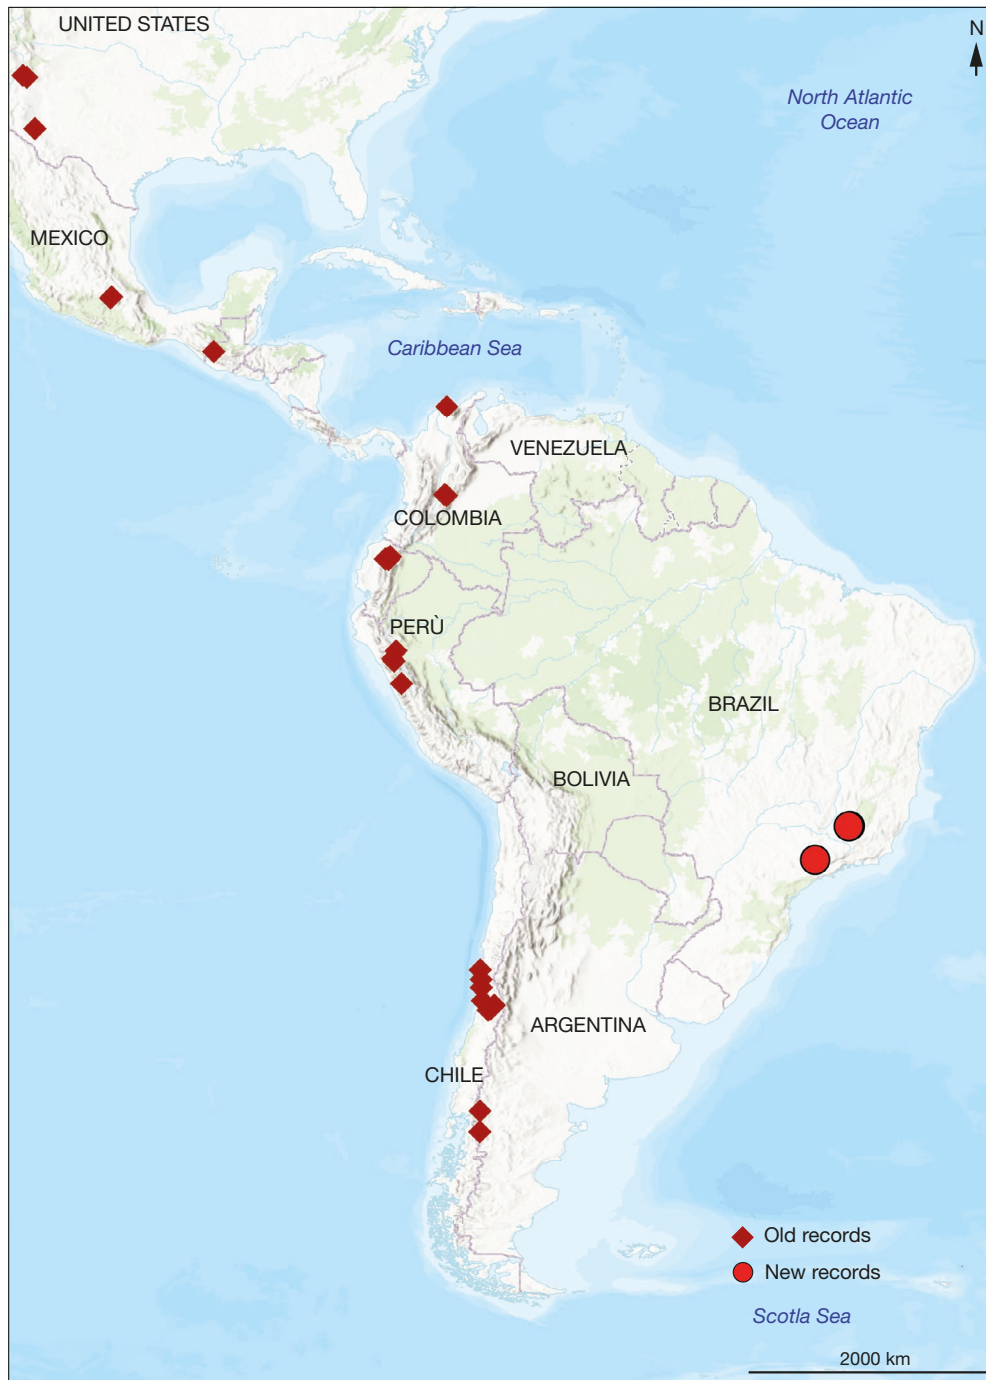 UNITED STATES
N
North Atlantic
Ocean
MEXICO
Caribbean Sea
VENEZUELA
COLOMBIA
PERÙ
BRAZIL
BOLIVIA
ARGENTINA
CHILE
Old records
New records
Scotla Sea
2000 km